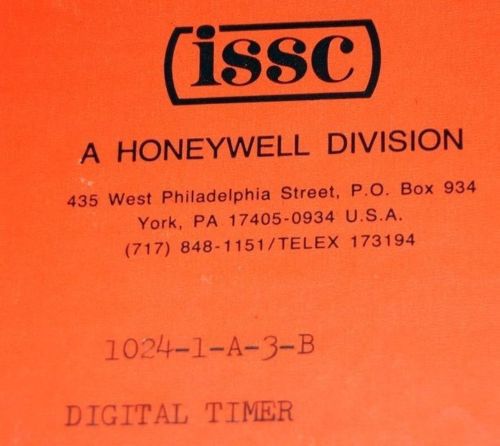 issc
A HONEYWELL DIVISION
435 West Philadelphia Street, P.O. Box 934
York, PA 17405-0934 U.S.A.
(717) 848-1151/TELEX 173194
1024-1-A-3-B
DIGITAL TIMER